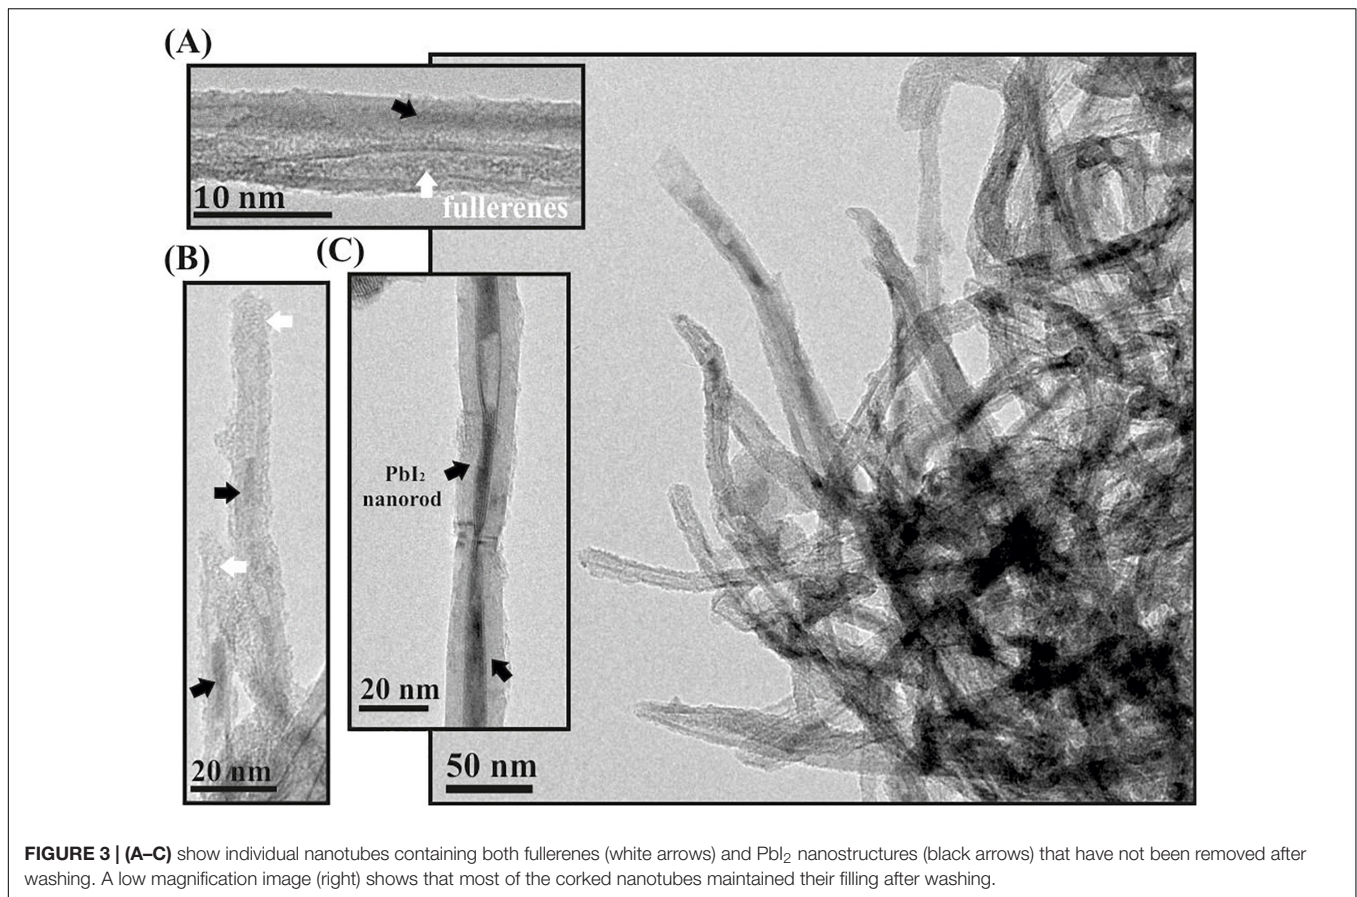 (A)
10 nm
fullerenes
(B)
(C)
PbI₂
nanorod
20 nm
20 nm
50 nm
FIGURE 3 | (A–C) show individual nanotubes containing both fullerenes (white arrows) and PbI₂ nanostructures (black arrows) that have not been removed after
washing. A low magnification image (right) shows that most of the corked nanotubes maintained their filling after washing.